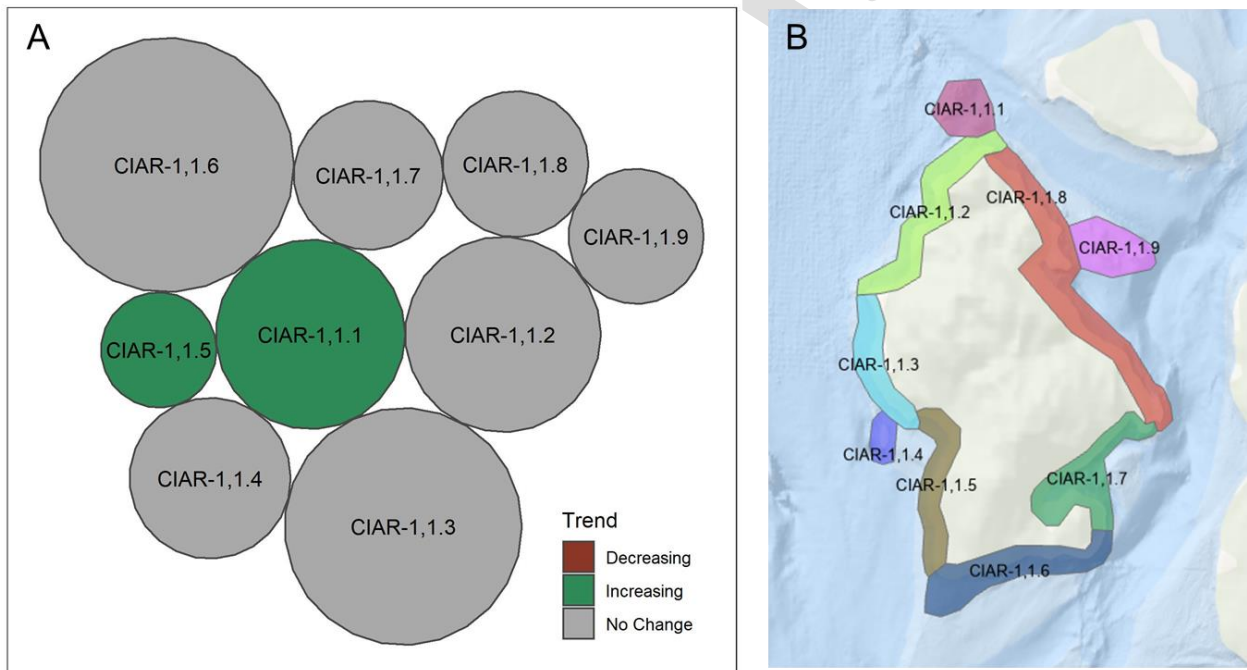 A
CIAR-1,1.6
CIAR-1,1.7
CIAR-1,1.8
CIAR-1,1.9
CIAR-1,1.5
CIAR-1,1.1
CIAR-1,1.2
CIAR-1,1.4
CIAR-1,1.3
Trend
Decreasing
Increasing
No Change
B
CIAR-1,1.1
CIAR-1,1.8
CIAR-1,1.2
CIAR-1,1.9
CIAR-1,1.3
CIAR-1,1.4
CIAR-1,1.5
CIAR-1,1.7
CIAR-1,1.6